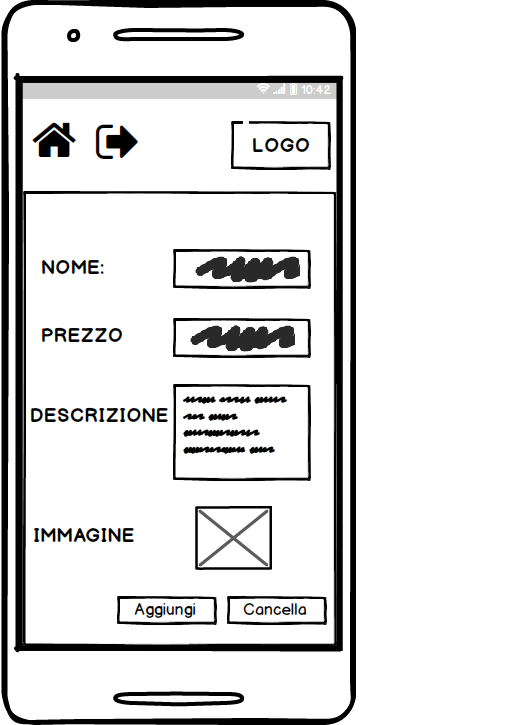 10:42
LOGO
NOME:
PREZZO
DESCRIZIONE
IMMAGINE
Aggiungi
Cancella